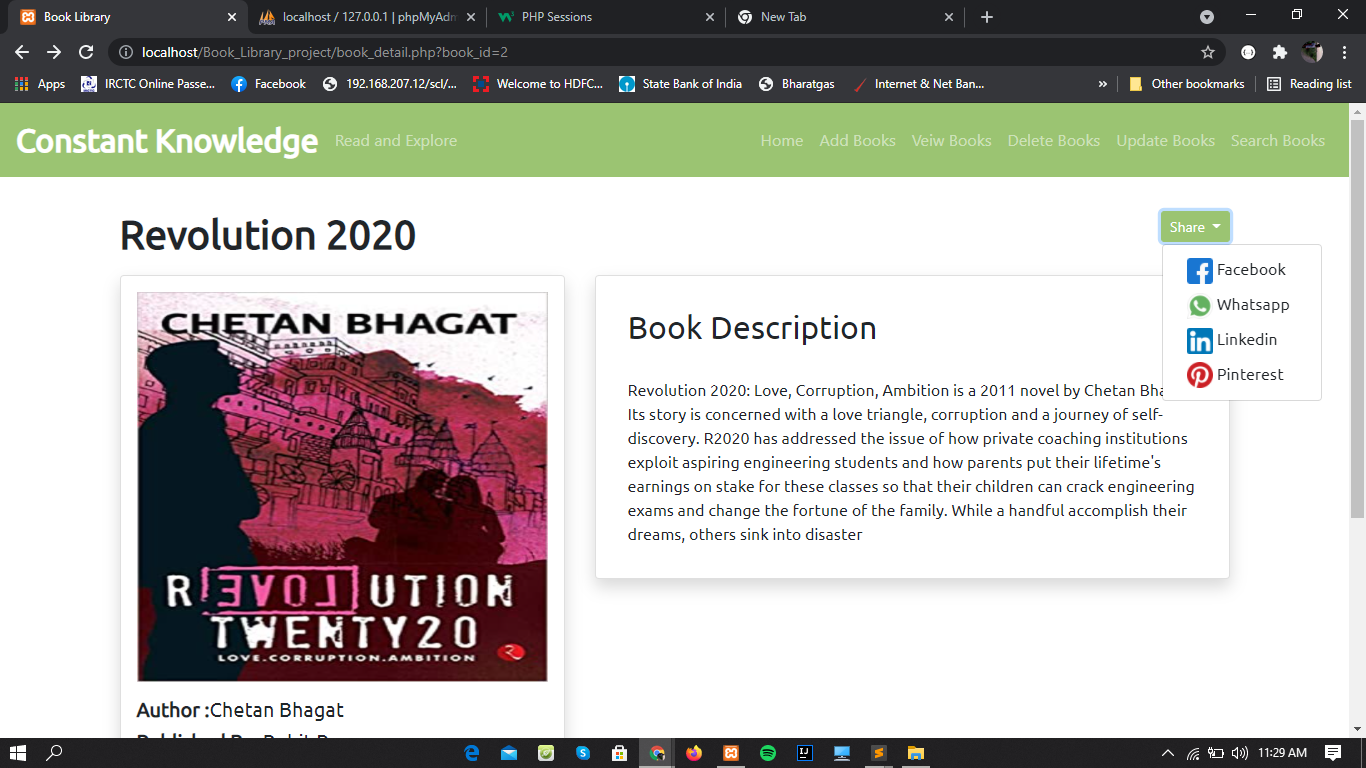 Book Library
localhost / 127.0.0.1 | phpMyAdm
PHP Sessions
New Tab
localhost/Book_Library_project/book_detail.php?book_id=2
Apps
IRCTC Online Passe...
Facebook
192.168.207.12/scl/...
Welcome to HDFC...
State Bank of India
Bharatgas
Internet & Net Ban...
»
Other bookmarks
Reading list
Constant Knowledge
Read and Explore
Home
Add Books
Veiw Books
Delete Books
Update Books
Search Books
Revolution 2020
Share
Facebook
Whatsapp
Linkedin
Pinterest
CHETAN BHAGAT
REVOLUTION
TWENTY20
LOVE.CORRUPTION.AMBITION
Book Description
Revolution 2020: Love, Corruption, Ambition is a 2011 novel by Chetan Bha
Its story is concerned with a love triangle, corruption and a journey of self-
discovery. R2020 has addressed the issue of how private coaching institutions
exploit aspiring engineering students and how parents put their lifetime's
earnings on stake for these classes so that their children can crack engineering
exams and change the fortune of the family. While a handful accomplish their
dreams, others sink into disaster
Author :Chetan Bhagat
11:29 AM